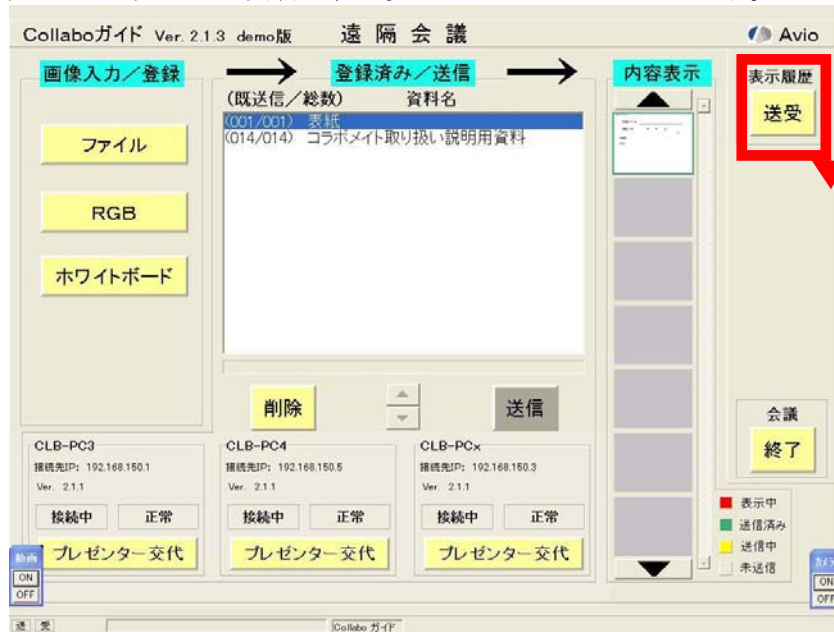 Collaboガイド Ver. 2.1.3 demo版 遠隔会議 Avio
画像入力/登録 登録済み/送信 内容表示 表示履歴
(既送信/総数) 資料名
送受
(001/001) 表紙
(014/014) コラボメイト取り扱い説明用資料
ファイル
RGB
ホワイトボード
削除 送信
会議
終了
CLB-PC3 CLB-PC4 CLB-PCx
接続先IP: 192.168.150.1 接続先IP: 192.168.150.5 接続先IP: 192.168.150.3
Ver. 2.1.1 Ver. 2.1.1 Ver. 2.1.1
接続中 正常 接続中 正常 接続中 正常
プレゼンター交代 プレゼンター交代 プレゼンター交代
表示中
送信済み
送信中
未送信
動画 カメラ
ON ON
OFF OFF
送 受 Collabo ガイド